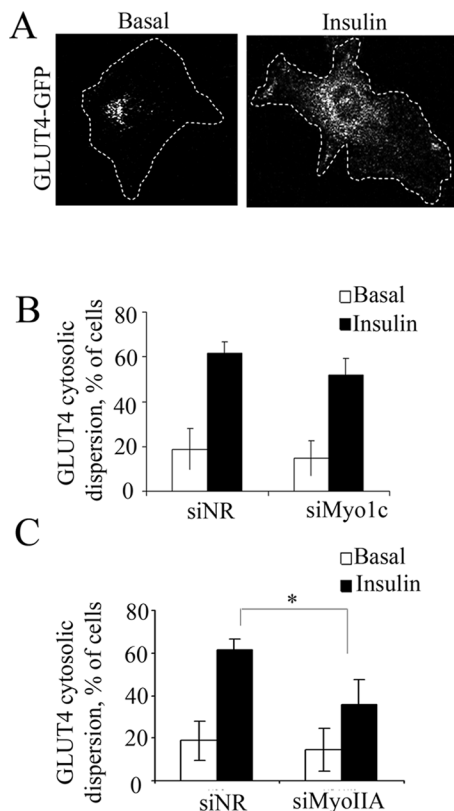 A
Basal
Insulin
GLUT4-GFP
B
Basal
Insulin
GLUT4 cytosolic
dispersion, % of cells
80
60
40
20
0
siNR
siMyo1c
C
Basal
Insulin
*
GLUT4 cytosolic
dispersion, % of cells
80
60
40
20
0
siNR
siMyoIIA